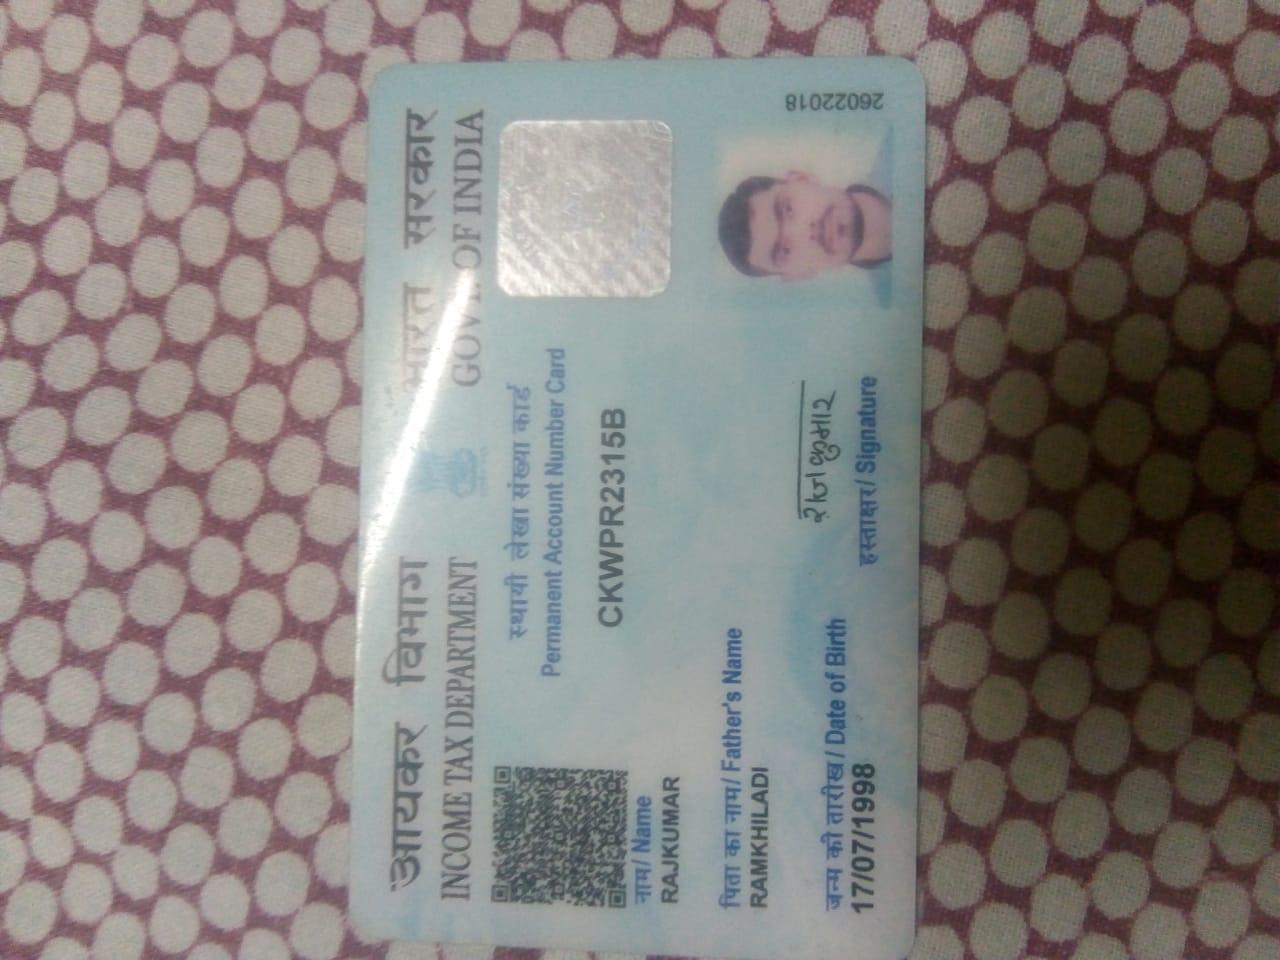 आयकर विभाग
INCOME TAX DEPARTMENT
भारत सरकार
GOVT. OF INDIA
स्थायी लेखा संख्या कार्ड
Permanent Account Number Card
CKWPR2315B
नाम/ Name
RAJKUMAR
पिता का नाम/ Father's Name
RAMKHILADI
जन्म की तारीख/ Date of Birth
17/07/1998
राजकुमार
हस्ताक्षर/ Signature
26022018